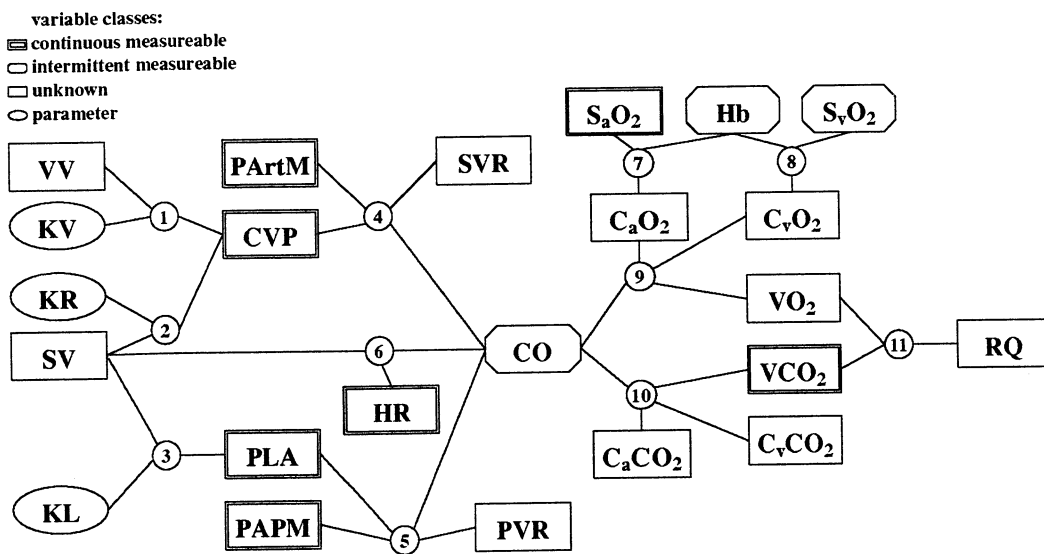 variable classes:
continuous measureable
intermittent measureable
unknown
parameter
VV
KV
KR
SV
KL
1
2
3
PArtM
CVP
4
SVR
6
HR
PLA
PAPM
5
PVR
CO
SaO2
Hb
SvO2
7
8
CaO2
CvO2
9
VO2
VCO2
10
11
RQ
CaCO2
CvCO2